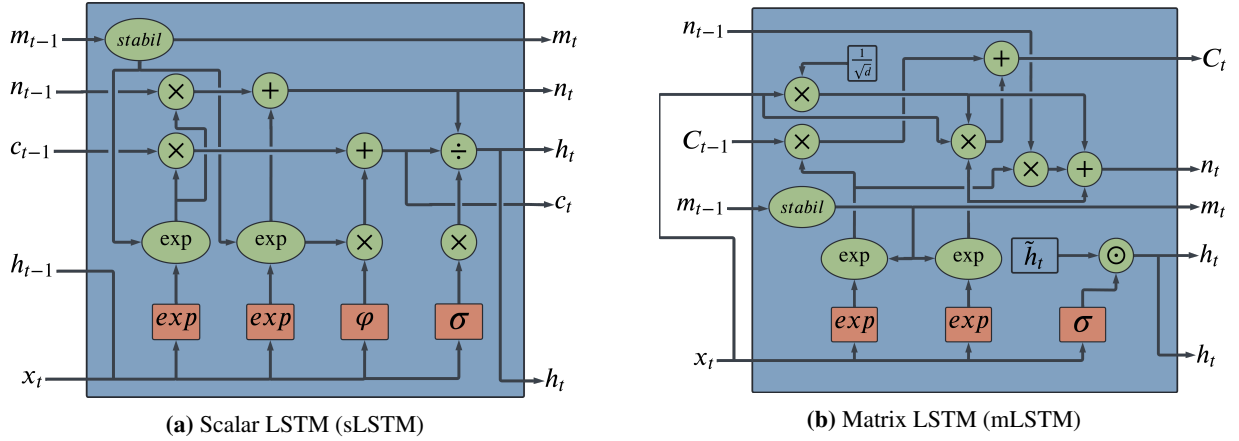 m_{t-1} stabil m_t
n_{t-1} × + n_t
c_{t-1} × + ÷ h_t
c_t
exp exp × ×
h_{t-1}
exp exp φ σ
x_t h_t
(a) Scalar LSTM (sLSTM)
n_{t-1}
1/√d + C_t
×
C_{t-1} × ×
× + n_t
m_{t-1} stabil m_t
exp exp h̃_t ⊙ h_t
exp exp σ
x_t h_t
(b) Matrix LSTM (mLSTM)